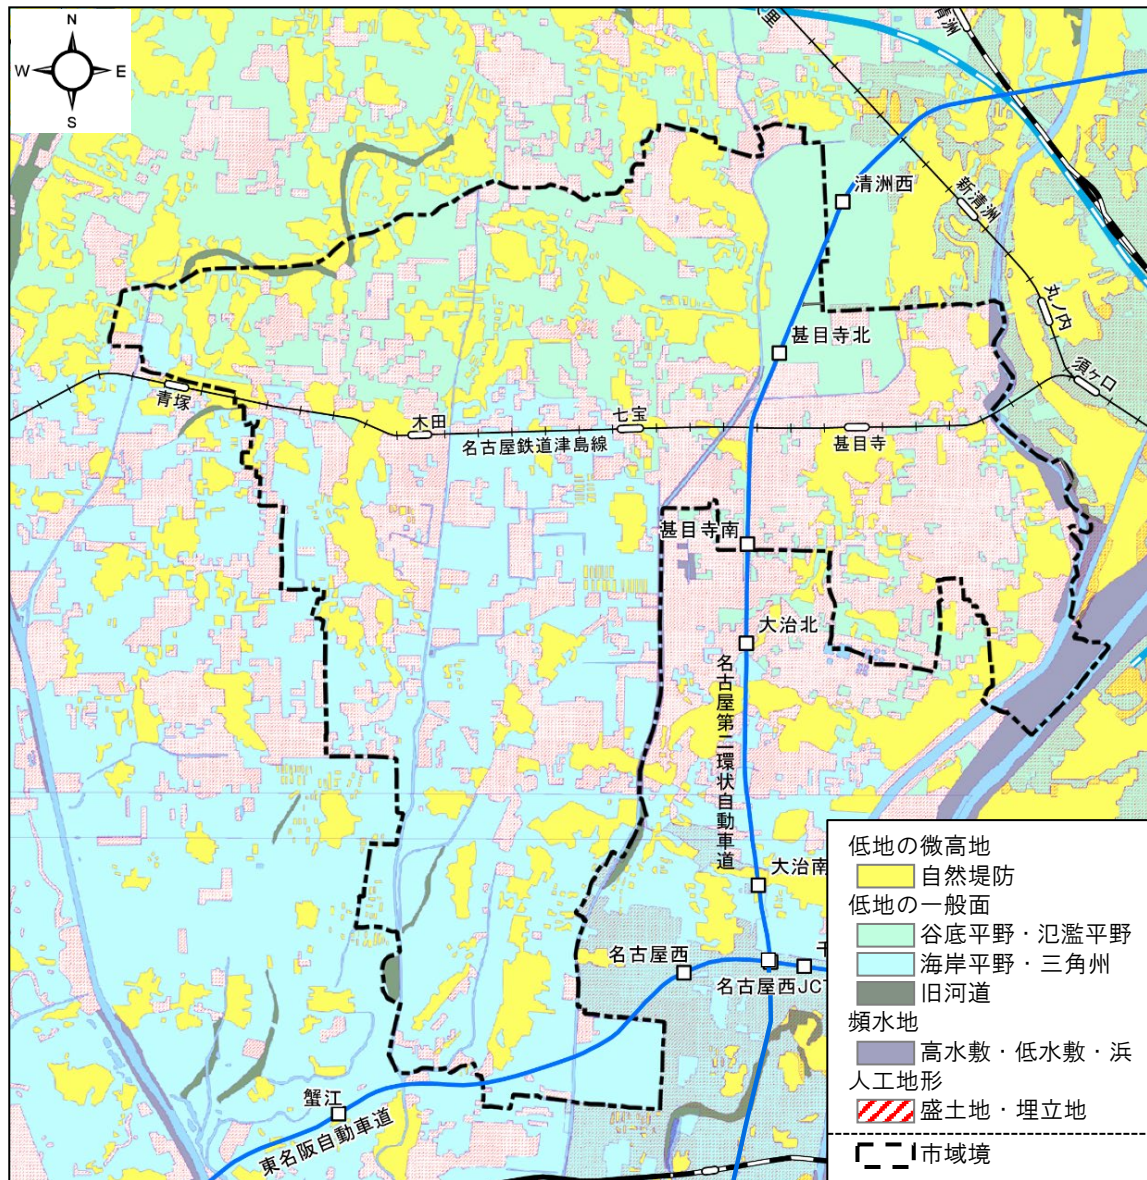 N
W
E
S
清洲
清洲西
新清洲
丸ノ内
須ヶ口
甚目寺北
青塚
木田
七宝
甚目寺
名古屋鉄道津島線
甚目寺南
大治北
名古屋第二環状自動車道
大治南
名古屋西
名古屋西JCT
千
蟹江
東名阪自動車道
低地の微高地
自然堤防
低地の一般面
谷底平野・氾濫平野
海岸平野・三角州
旧河道
頻水地
高水敷・低水敷・浜
人工地形
盛土地・埋立地
市域境